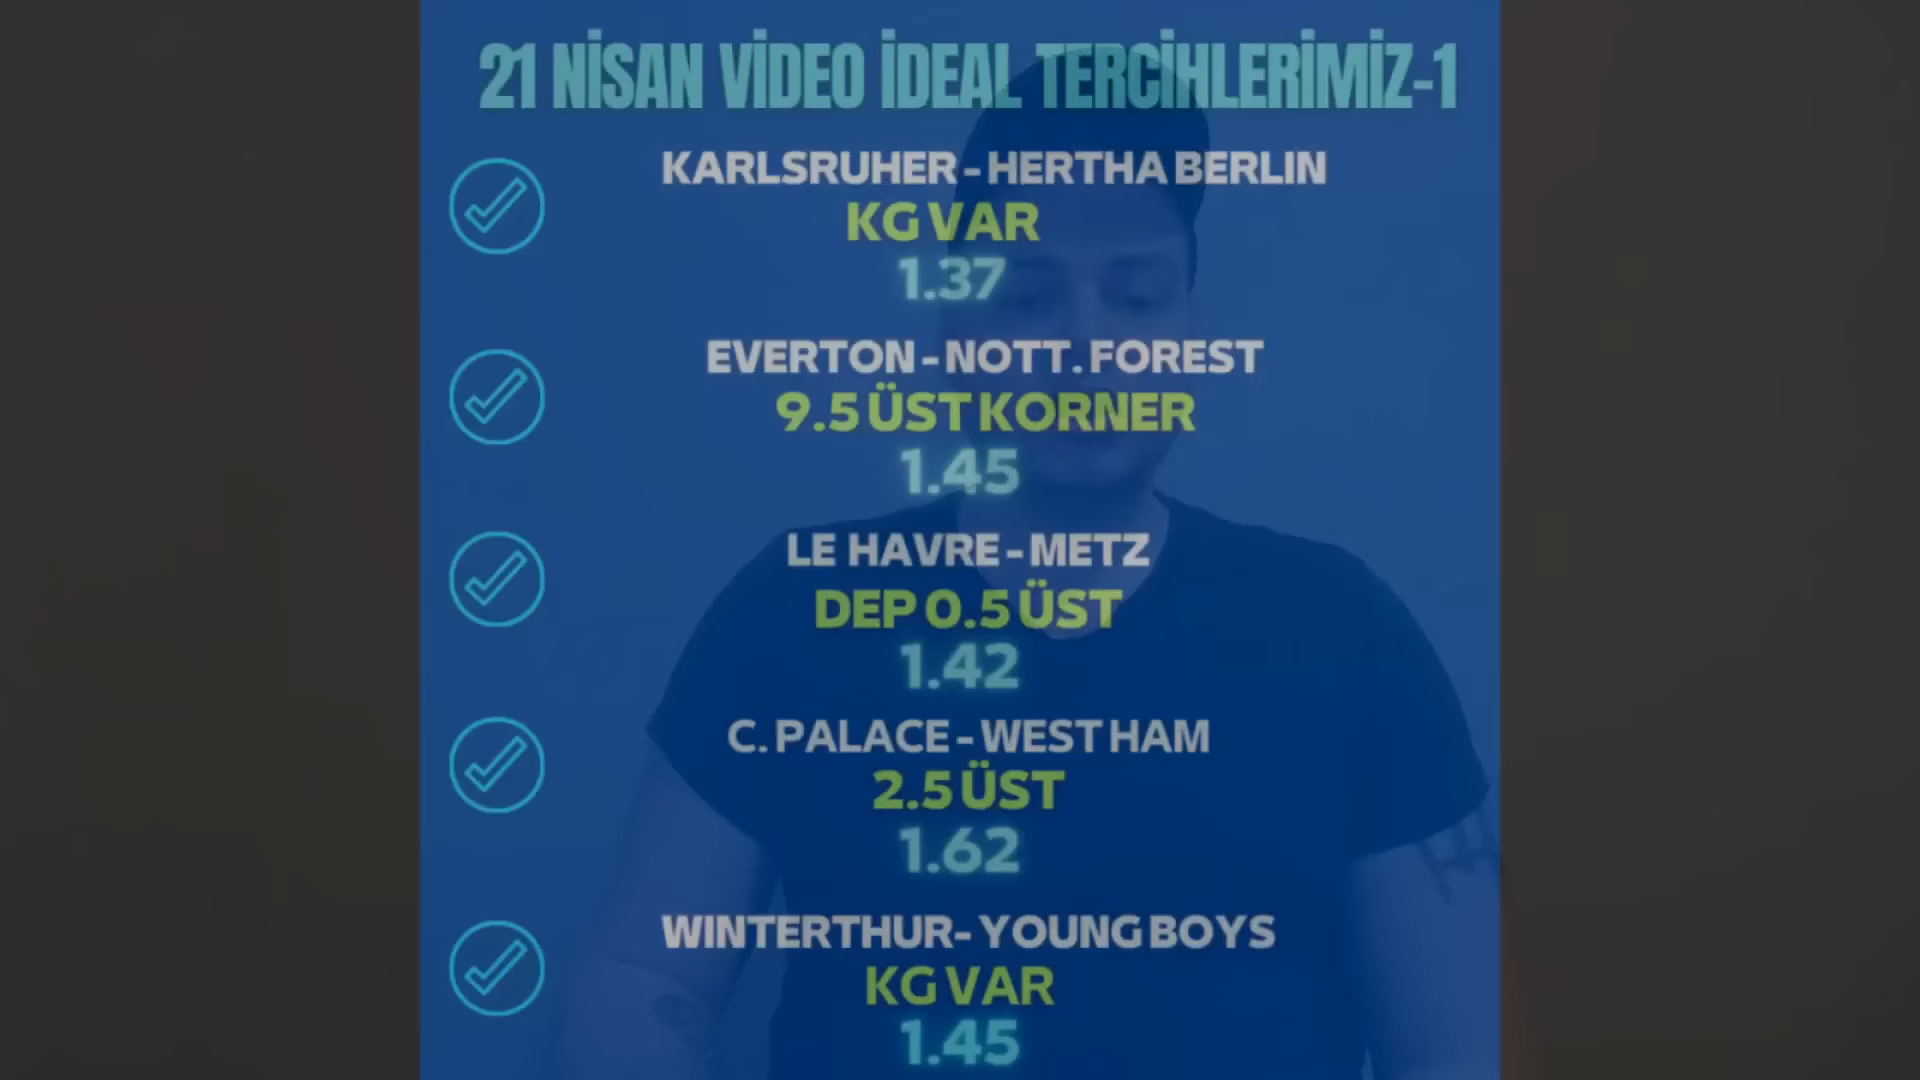 21 NİSAN VİDEO İDEAL TERCİHLERİMİZ-1
KARLSRUHER - HERTHA BERLIN
KG VAR
1.37
EVERTON - NOTT. FOREST
9.5 ÜST KORNER
1.45
LE HAVRE - METZ
DEP 0.5 ÜST
1.42
C. PALACE - WEST HAM
2.5 ÜST
1.62
WINTERTHUR- YOUNG BOYS
KG VAR
1.45